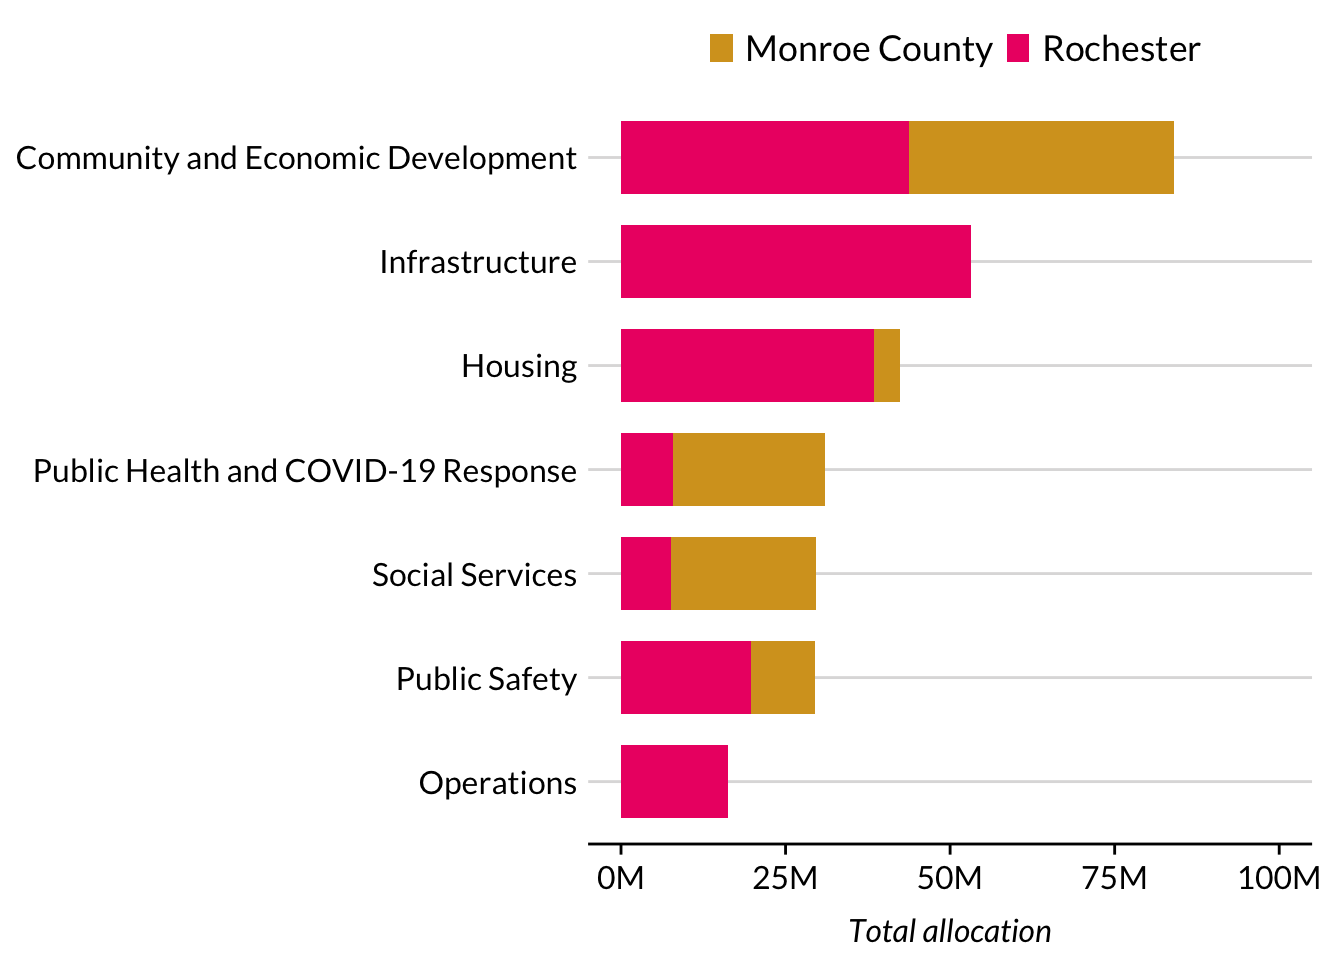 Monroe County Rochester
Community and Economic Development
Infrastructure
Housing
Public Health and COVID-19 Response
Social Services
Public Safety
Operations
0M 25M 50M 75M 100M
Total allocation